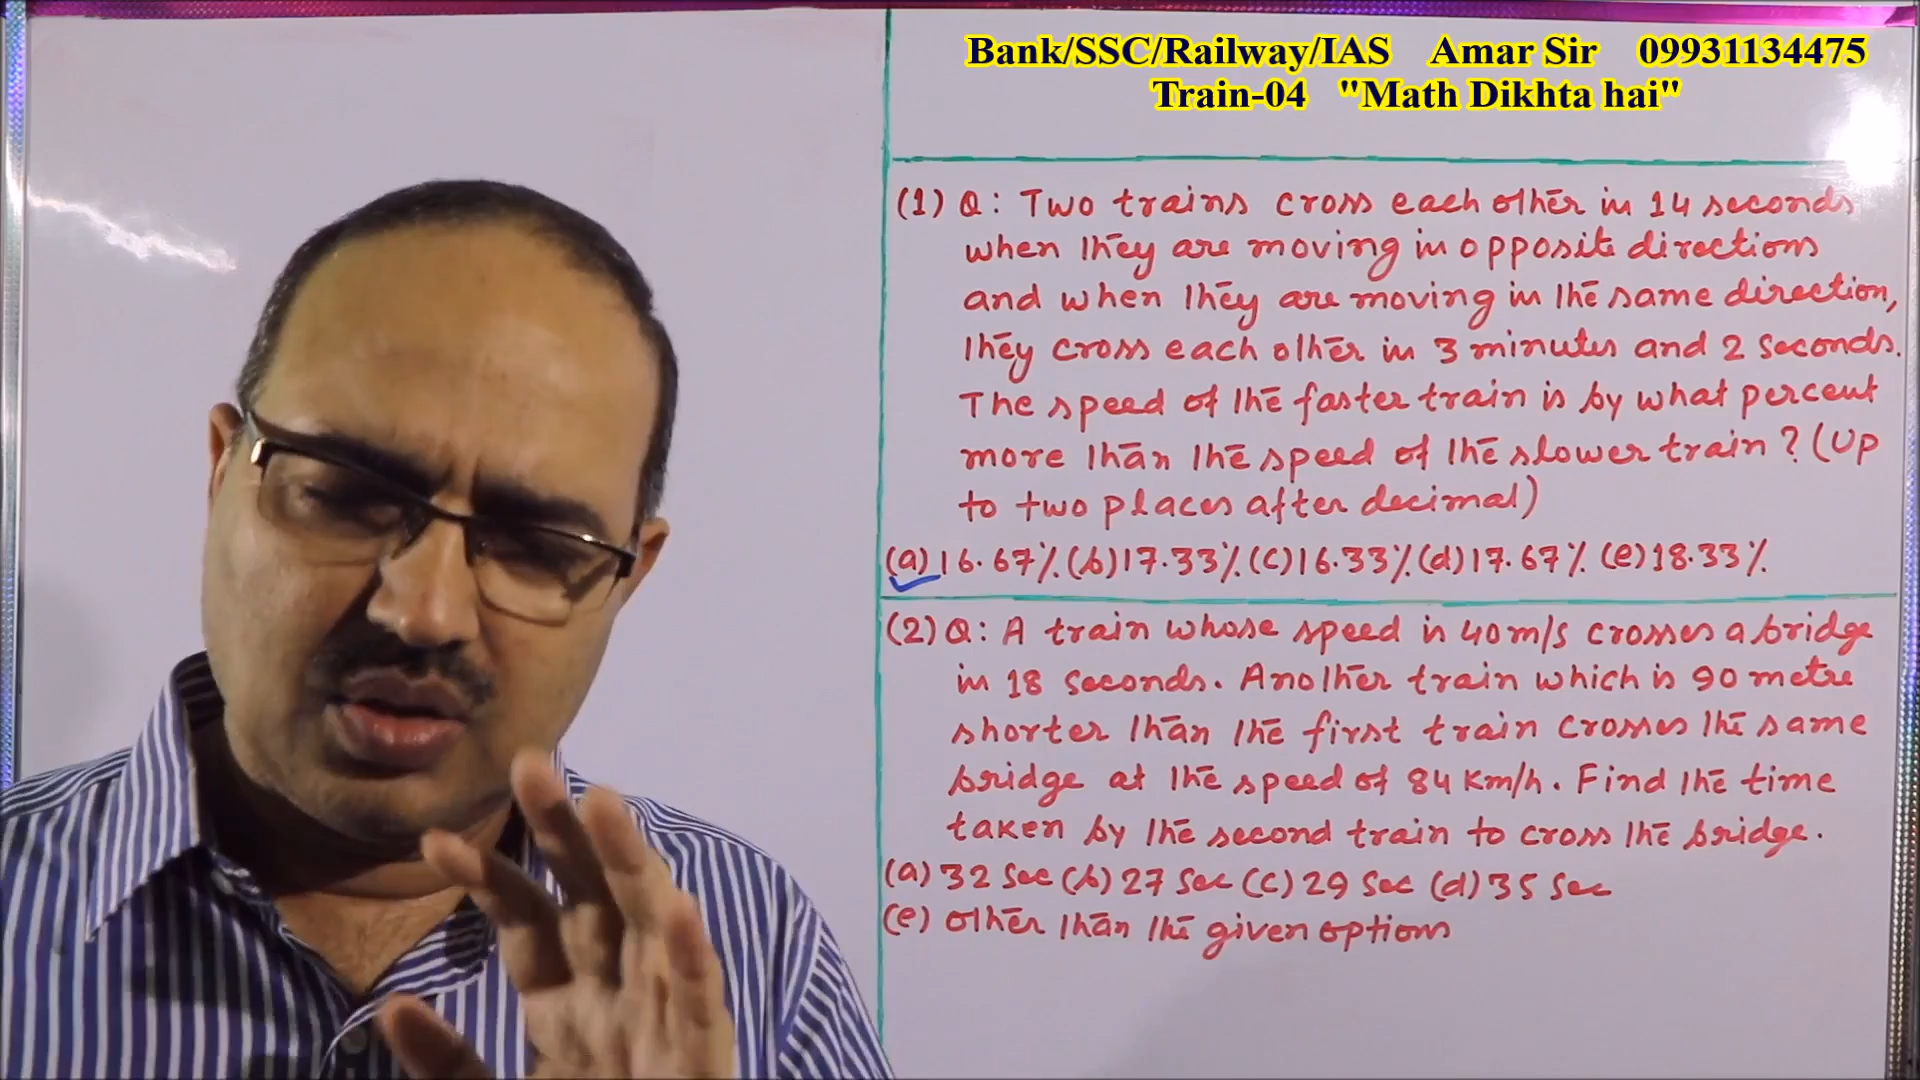 Bank/SSC/Railway/IAS Amar Sir 09931134475
Train-04 "Math Dikhta hai"
(1) Q: Two trains cross each other in 14 seconds
when they are moving in opposite directions
and when they are moving in the same direction,
they cross each other in 3 minutes and 2 seconds.
The speed of the faster train is by what percent
more than the speed of the slower train? (Up
to two places after decimal)
(a) 16.67% (b) 17.33% (c) 16.33% (d) 17.67% (e) 18.33%
(2) Q: A train whose speed is 40 m/s crosses a bridge
in 18 seconds. Another train which is 90 metre
shorter than the first train crosses the same
bridge at the speed of 84 Km/h. Find the time
taken by the second train to cross the bridge.
(a) 32 Sec (b) 27 Sec (c) 29 Sec (d) 35 Sec
(e) other than the given options